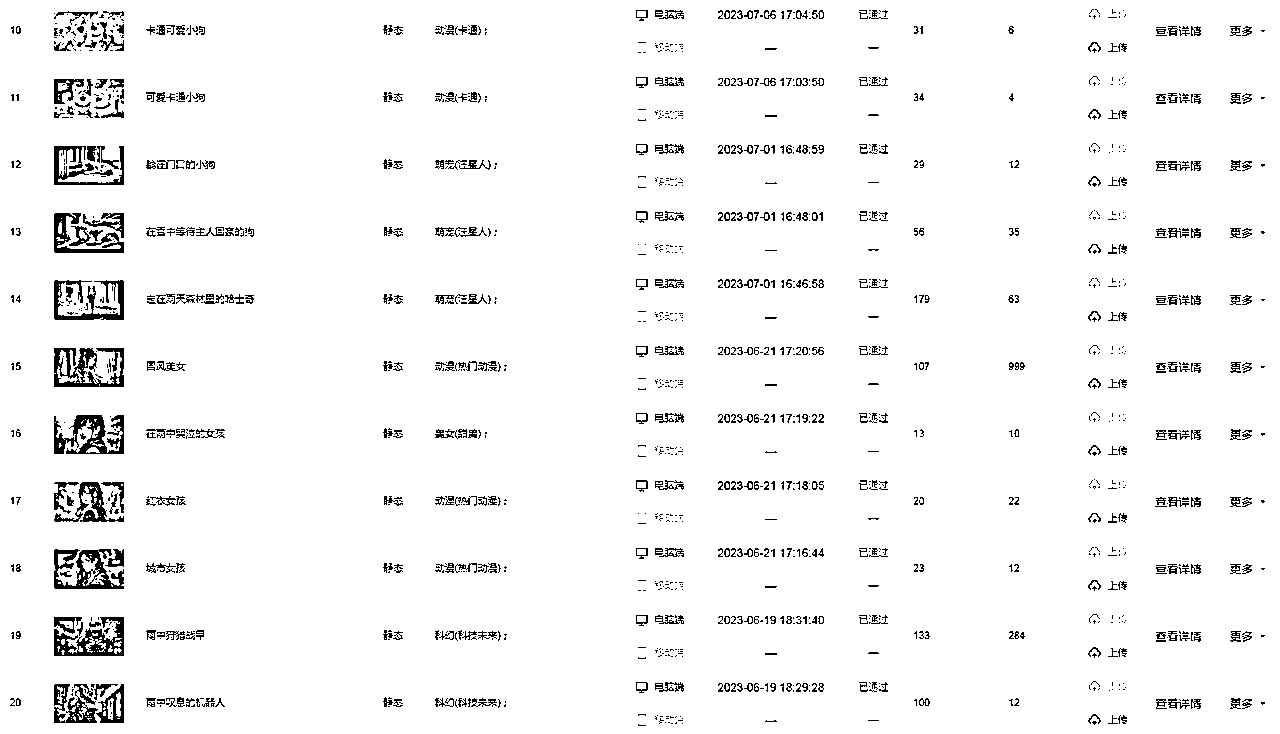 电脑端 2023-07-06 17:04:50 已通过 上传
10 卡通可爱小狗 静态 动漫(卡通)； 31 6 查看详情 更多
移动端 — — 上传
电脑端 2023-07-06 17:03:50 已通过 上传
11 可爱卡通小狗 静态 动漫(卡通)； 34 4 查看详情 更多
移动端 — — 上传
电脑端 2023-07-01 16:48:59 已通过 上传
12 躺在门口的小狗 静态 萌宠(汪星人)； 29 12 查看详情 更多
移动端 — — 上传
电脑端 2023-07-01 16:48:01 已通过 上传
13 在雪中等待主人回家的狗 静态 萌宠(汪星人)； 56 35 查看详情 更多
移动端 — — 上传
电脑端 2023-07-01 16:46:58 已通过 上传
14 走在雨天森林里的哈士奇 静态 萌宠(汪星人)； 179 63 查看详情 更多
移动端 — — 上传
电脑端 2023-06-21 17:20:56 已通过 上传
15 国风美女 静态 动漫(热门动漫)； 107 999 查看详情 更多
移动端 — — 上传
电脑端 2023-06-21 17:19:22 已通过 上传
16 在雨中哭泣的女孩 静态 美女(甜美)； 13 10 查看详情 更多
移动端 — — 上传
电脑端 2023-06-21 17:18:05 已通过 上传
17 红衣女孩 静态 动漫(热门动漫)； 20 22 查看详情 更多
移动端 — — 上传
电脑端 2023-06-21 17:16:44 已通过 上传
18 城市女孩 静态 动漫(热门动漫)； 23 12 查看详情 更多
移动端 — — 上传
电脑端 2023-06-19 18:31:40 已通过 上传
19 雨中狩猎战甲 静态 科幻(科技未来)； 133 284 查看详情 更多
移动端 — — 上传
电脑端 2023-06-19 18:29:28 已通过 上传
20 雨中叹息的机器人 静态 科幻(科技未来)； 100 12 查看详情 更多
移动端 — — 上传